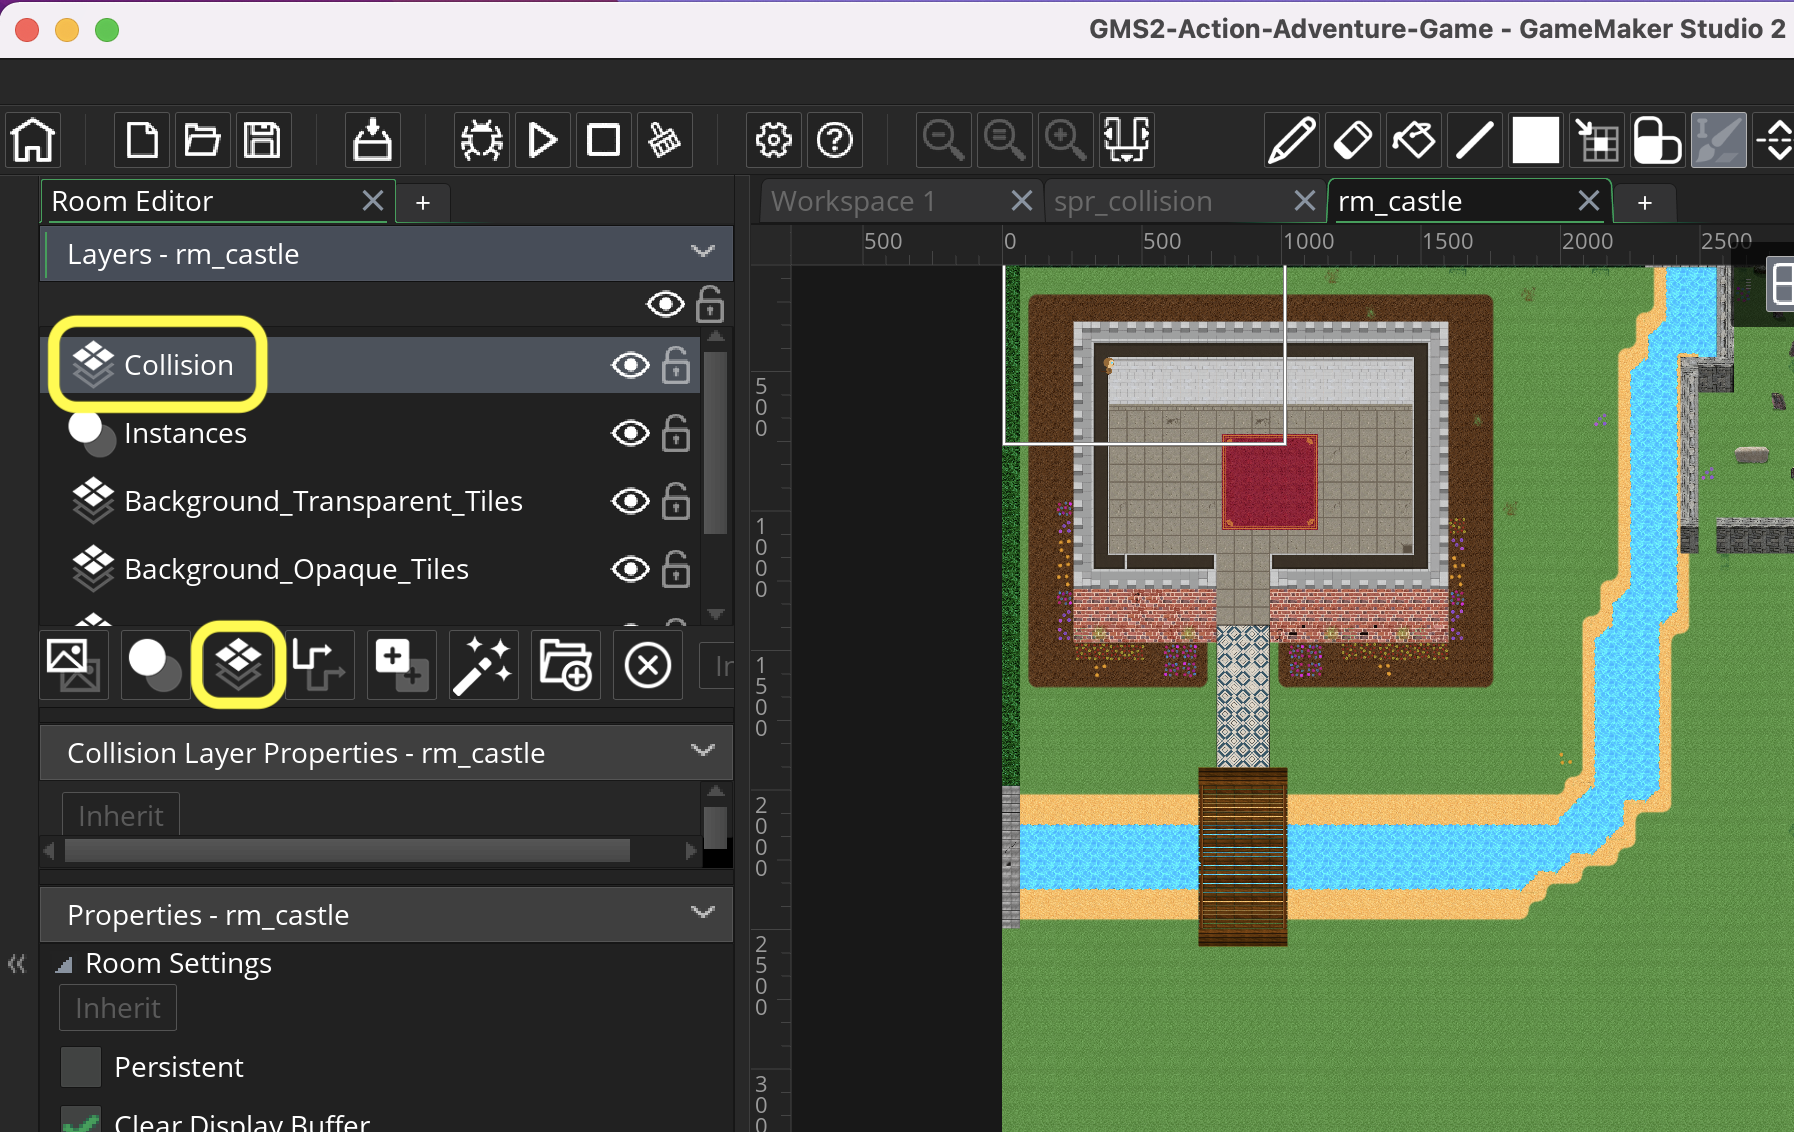 GMS2-Action-Adventure-Game - GameMaker Studio 2
Room Editor
+
Workspace 1
spr_collision
rm_castle
+
Layers - rm_castle
500
0
500
1000
1500
2000
2500
Collision
Instances
Background_Transparent_Tiles
Background_Opaque_Tiles
500
1000
1500
2000
2500
Collision Layer Properties - rm_castle
Inherit
Properties - rm_castle
Room Settings
Inherit
Persistent
Clear Display Buffer